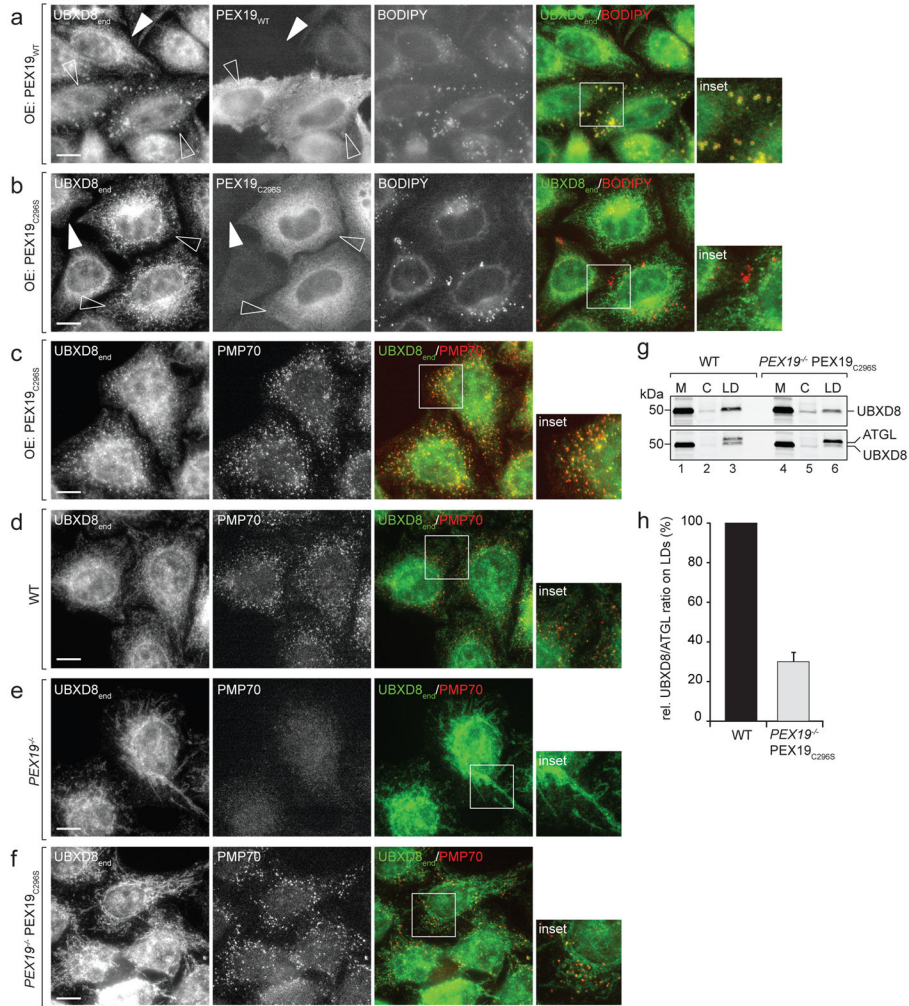 a
OE: PEX19WT
UBXD8end
PEX19WT
BODIPY
UBXD8end/BODIPY
inset
b
OE: PEX19C296S
UBXD8end
PEX19C296S
BODIPY
UBXD8end/BODIPY
inset
c
OE: PEX19C296S
UBXD8end
PMP70
UBXD8end/PMP70
inset
d
WT
UBXD8end
PMP70
UBXD8end/PMP70
inset
e
PEX19-/-
UBXD8end
PMP70
UBXD8end/PMP70
inset
f
PEX19-/- PEX19C296S
UBXD8end
PMP70
UBXD8end/PMP70
inset
g
WT PEX19-/- PEX19C296S
M C LD M C LD
kDa
50 UBXD8
50 ATGL
UBXD8
1 2 3 4 5 6
h
rel. UBXD8/ATGL ratio on LDs (%)
100
80
60
40
20
0
WT PEX19-/-
PEX19C296S